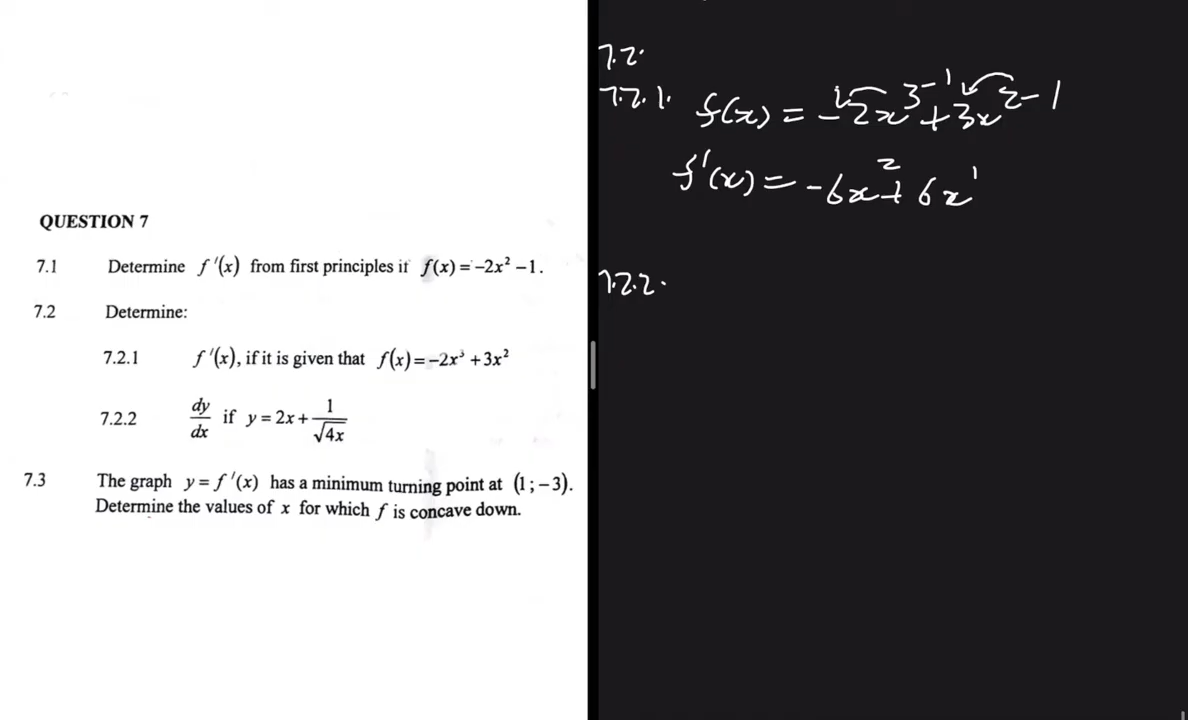 QUESTION 7
7.1 Determine f '(x) from first principles if f(x) = -2x² - 1.
7.2 Determine:
7.2.1 f '(x), if it is given that f(x) = -2x³ + 3x²
7.2.2 dy/dx if y = 2x + 1/√4x
7.3 The graph y = f '(x) has a minimum turning point at (1 ; -3).
Determine the values of x for which f is concave down.
7.2.
7.2.1. f(x) = -2x³⁻¹ + 3x²⁻¹
f'(x) = -6x² + 6x¹
7.2.2.